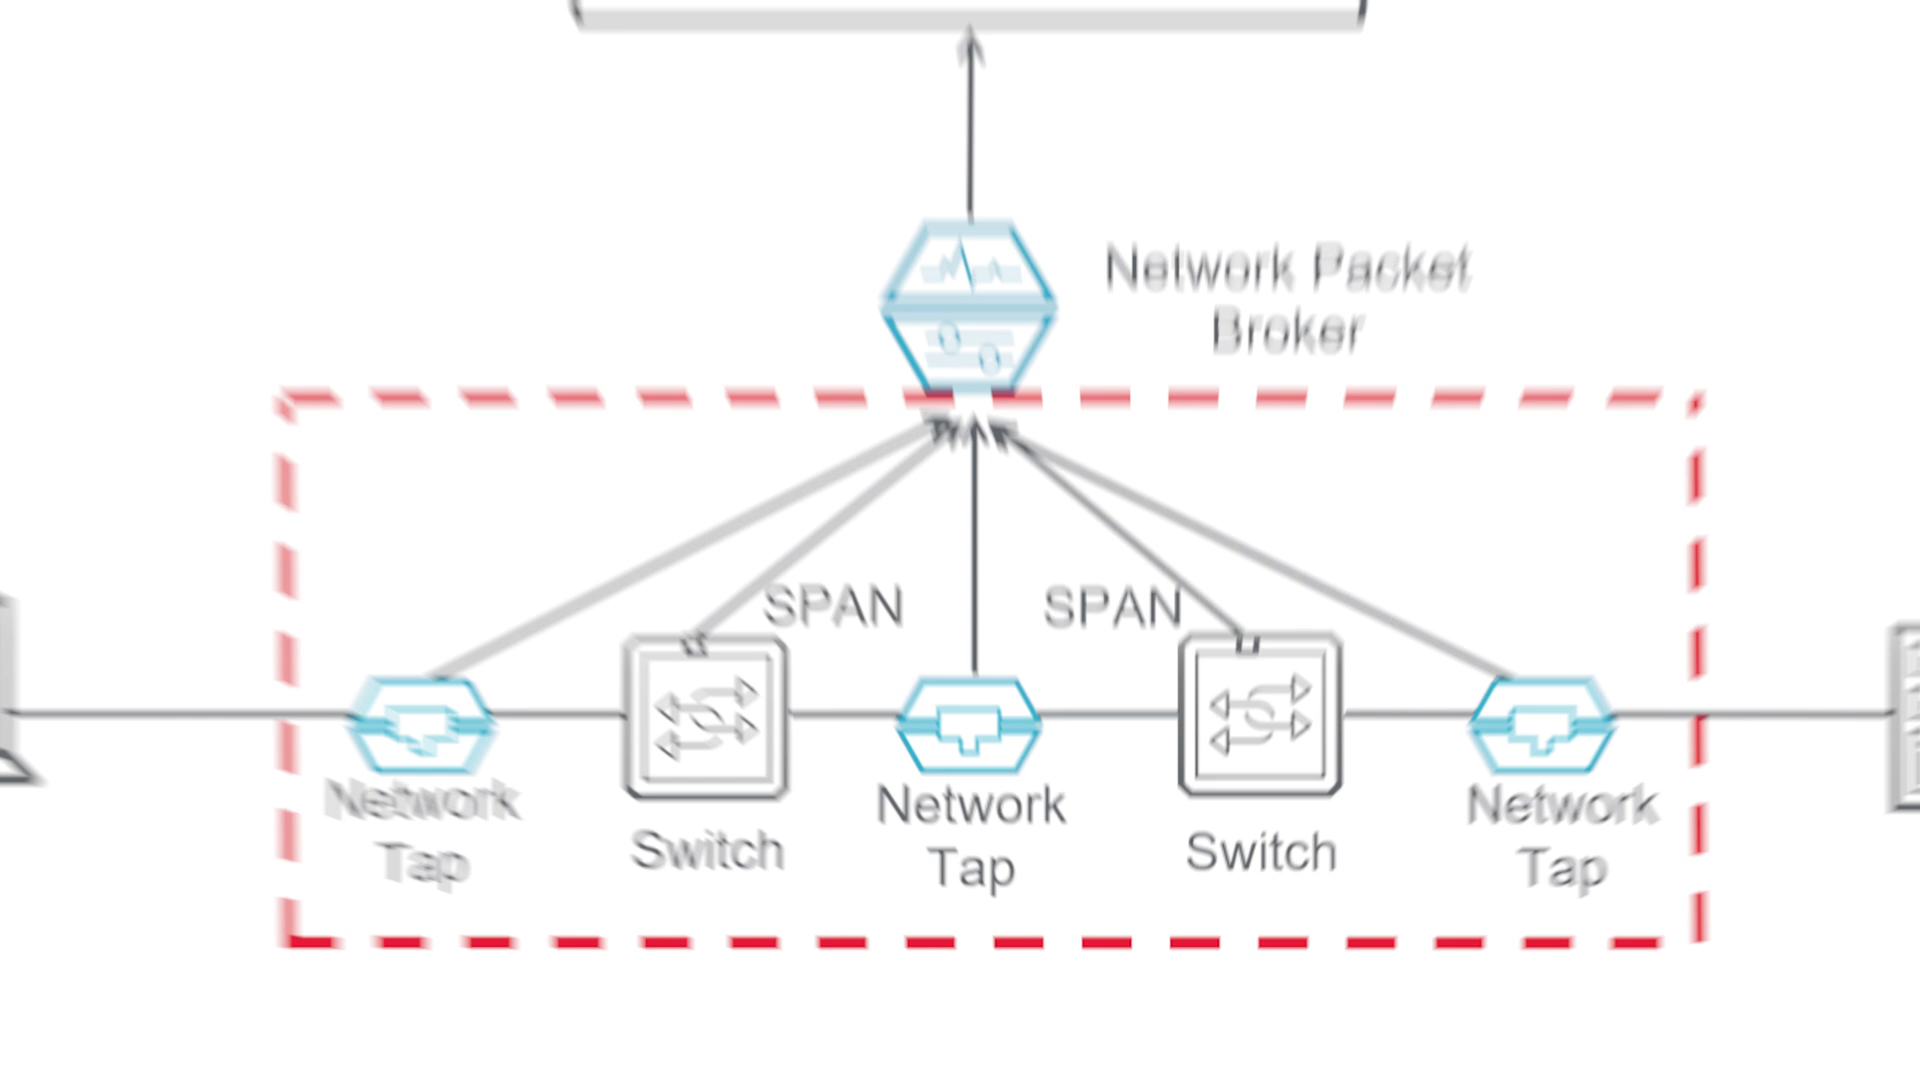 Network Packet
Broker
SPAN
SPAN
Network
Tap
Switch
Network
Tap
Switch
Network
Tap